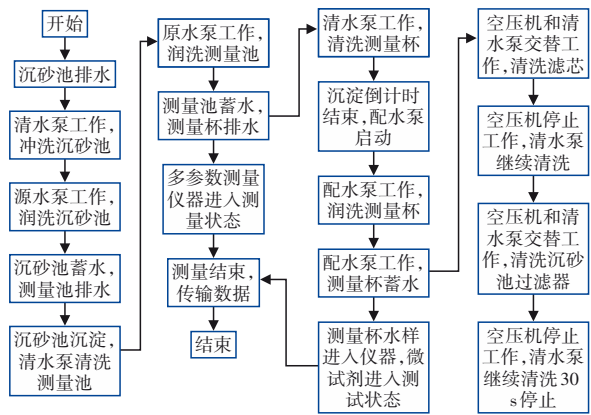 开始
沉砂池排水
清水泵工作,
冲洗沉砂池
源水泵工作,
润洗沉砂池
沉砂池蓄水,
测量池排水
沉砂池沉淀,
清水泵清洗
测量池
原水泵工作,
润洗测量池
测量池蓄水,
测量杯排水
多参数测量
仪器进入测
量状态
测量结束,
传输数据
结束
清水泵工作,
清洗测量杯
沉淀倒计时
结束,配水泵
启动
配水泵工作,
润洗测量杯
配水泵工作,
测量杯蓄水
测量杯水样
进入仪器,微
试剂进入测
试状态
空压机和清
水泵交替工
作,清洗滤芯
空压机停止
工作,清水泵
继续清洗
空压机和清
水泵交替工
作,清洗沉砂
池过滤器
空压机停止
工作,清水泵
继续清洗30
s停止